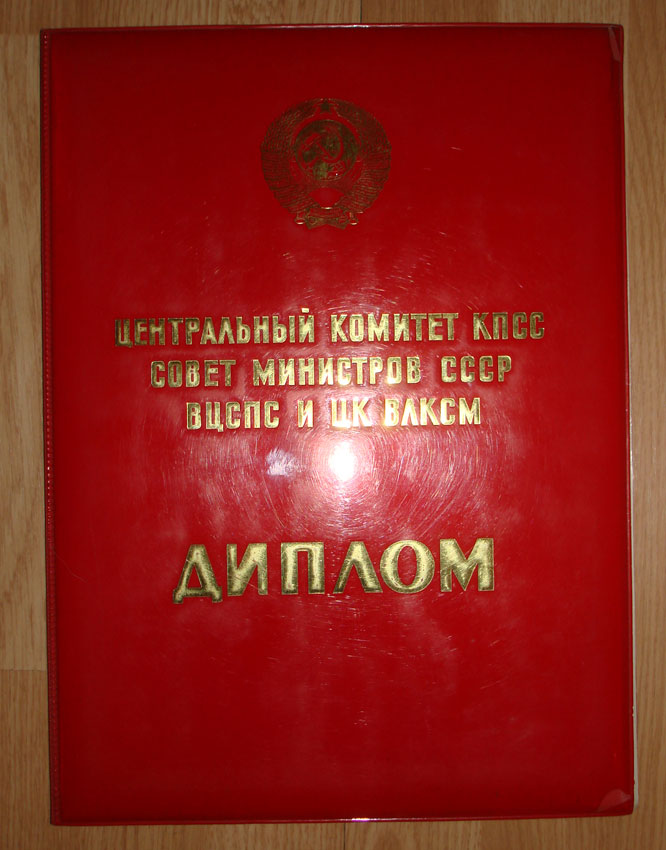 ЦЕНТРАЛЬНЫЙ КОМИТЕТ КПСС
СОВЕТ МИНИСТРОВ СССР
ВЦСПС И ЦК ВЛКСМ
ДИПЛОМ